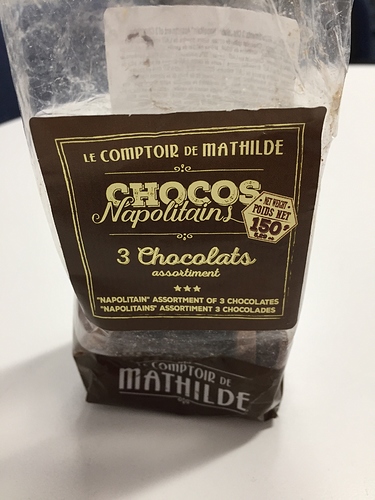 LE COMPTOIR DE MATHILDE
CHOCOS
Napolitains
NET WEIGHT
POIDS NET
150g
3 Chocolats
assortiment
"NAPOLITAIN" ASSORTMENT OF 3 CHOCOLATES
"NAPOLITAINS" ASSORTIMENT 3 CHOCOLADES
COMPTOIR DE
MATHILDE